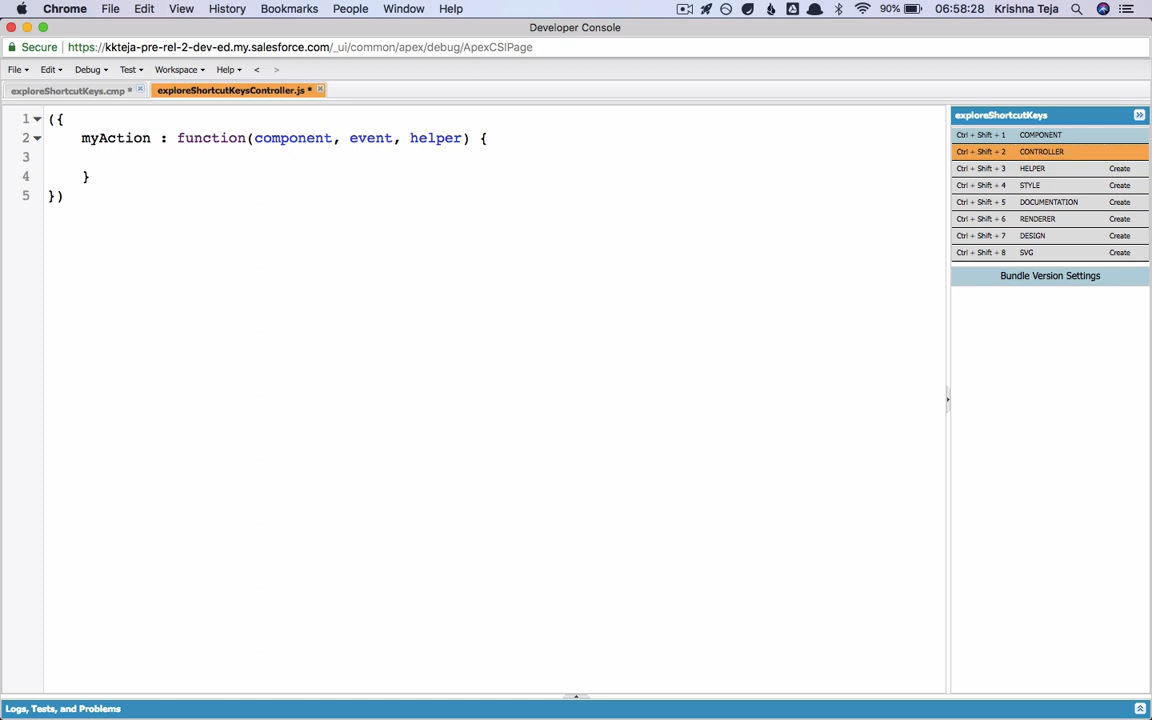 Chrome File Edit View History Bookmarks People Window Help 90% 06:58:28 Krishna Teja
Developer Console
Secure https://kkteja-pre-rel-2-dev-ed.my.salesforce.com/_ui/common/apex/debug/ApexCSIPage
File Edit Debug Test Workspace Help < >
exploreShortcutKeys.cmp * exploreShortcutKeysController.js *
1 ({
2 myAction : function(component, event, helper) {
3
4 }
5 })
exploreShortcutKeys
Ctrl + Shift + 1 COMPONENT
Ctrl + Shift + 2 CONTROLLER
Ctrl + Shift + 3 HELPER Create
Ctrl + Shift + 4 STYLE Create
Ctrl + Shift + 5 DOCUMENTATION Create
Ctrl + Shift + 6 RENDERER Create
Ctrl + Shift + 7 DESIGN Create
Ctrl + Shift + 8 SVG Create
Bundle Version Settings
Logs, Tests, and Problems